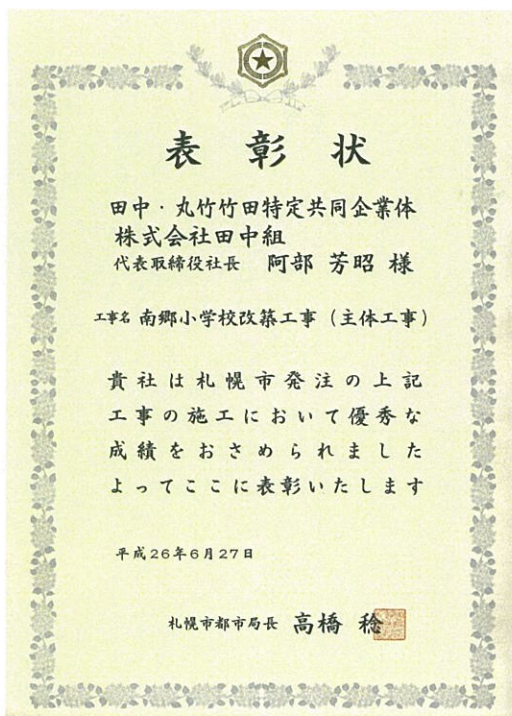 表彰状
田中・丸竹竹田特定共同企業体
株式会社田中組
代表取締役社長 阿部 芳昭 様
工事名 南郷小学校改築工事（主体工事）
貴社は札幌市発注の上記
工事の施工において優秀な
成績をおさめられました
よってここに表彰いたします
平成26年6月27日
札幌市都市局長 高橋 稔